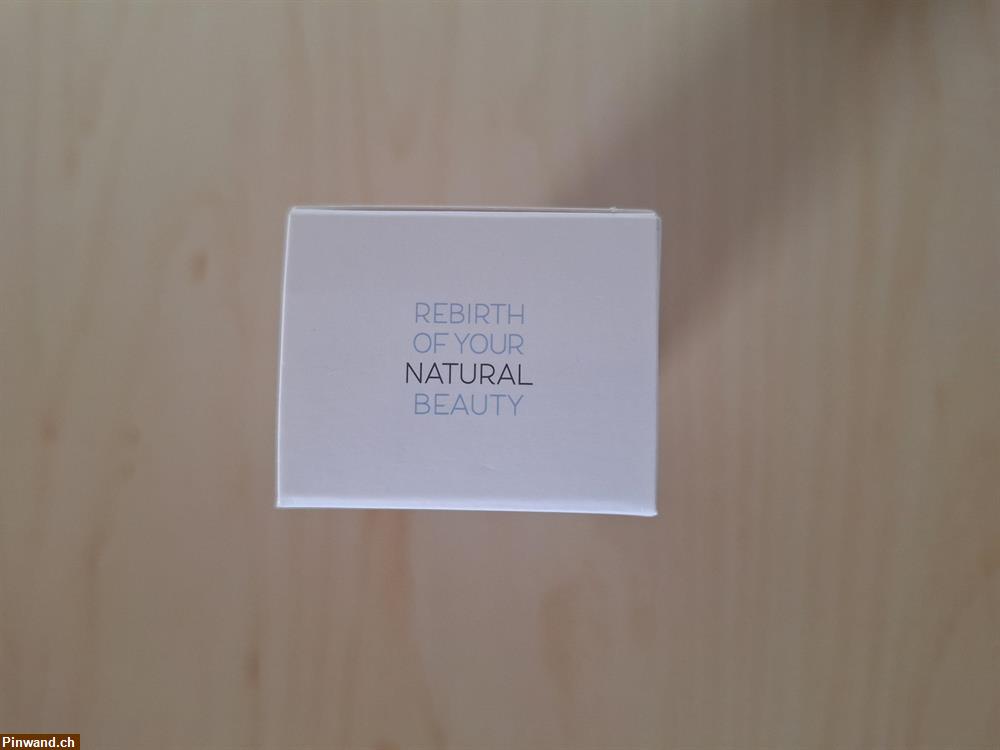 REBIRTH
OF YOUR
NATURAL
BEAUTY
Pinwand.ch